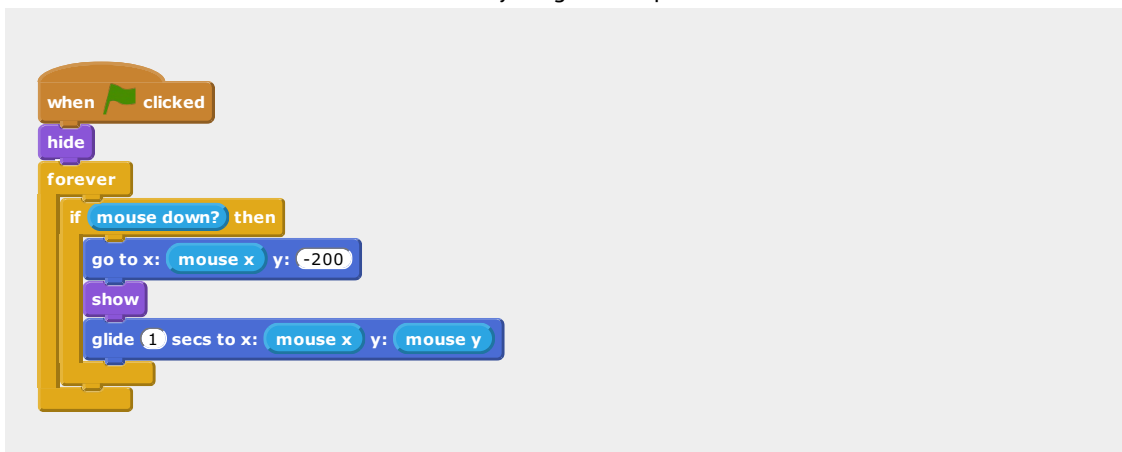 when clicked
hide
forever
if mouse down? then
go to x: mouse x y: -200
show
glide 1 secs to x: mouse x y: mouse y